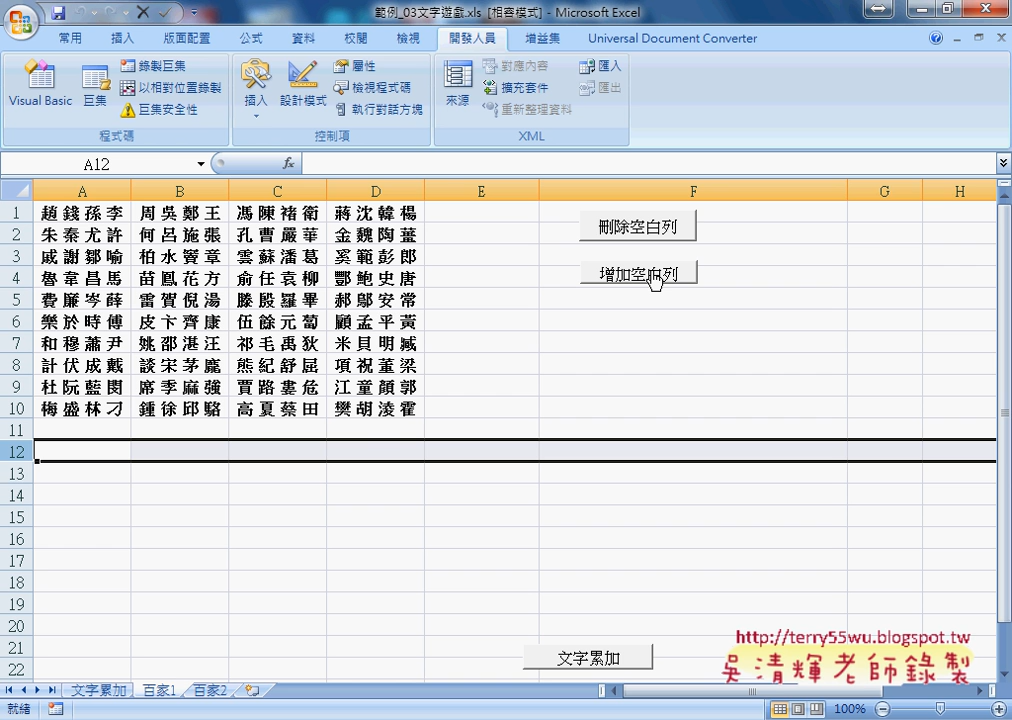 範例_03文字遊戲.xls [相容模式] - Microsoft Excel
常用 插入 版面配置 公式 資料 校閱 檢視 開發人員 增益集 Universal Document Converter
Visual Basic 巨集 錄製巨集 以相對位置錄製 巨集安全性 程式碼
插入 設計模式 屬性 檢視程式碼 執行對話方塊 控制項
來源 對應內容 擴充套件 重新整理資料 匯入 匯出 XML
A12 fx
A B C D E F G H
1 趙錢孫李 周吳鄭王 馮陳褚衛 蔣沈韓楊
2 朱秦尤許 何呂施張 孔曹嚴華 金魏陶薑
3 戚謝鄒喻 柏水竇章 雲蘇潘葛 奚範彭郎
4 魯韋昌馬 苗鳳花方 俞任袁柳 酆鮑史唐
5 費廉岑薛 雷賀倪湯 滕殷羅畢 郝鄔安常
6 樂於時傅 皮卞齊康 伍餘元蔔 顧孟平黃
7 和穆蕭尹 姚邵湛汪 祁毛禹狄 米貝明臧
8 計伏成戴 談宋茅龐 熊紀舒屈 項祝董梁
9 杜阮藍閔 席季麻強 賈路婁危 江童顏郭
10 梅盛林刁 鍾徐邱駱 高夏蔡田 樊胡淩霍
11
12
13
14
15
16
17
18
19
20
21
22
刪除空白列
增加空白列
文字累加
http://terry55wu.blogspot.tw
吳清輝老師錄製
文字累加 百家1 百家2
就緒 100%